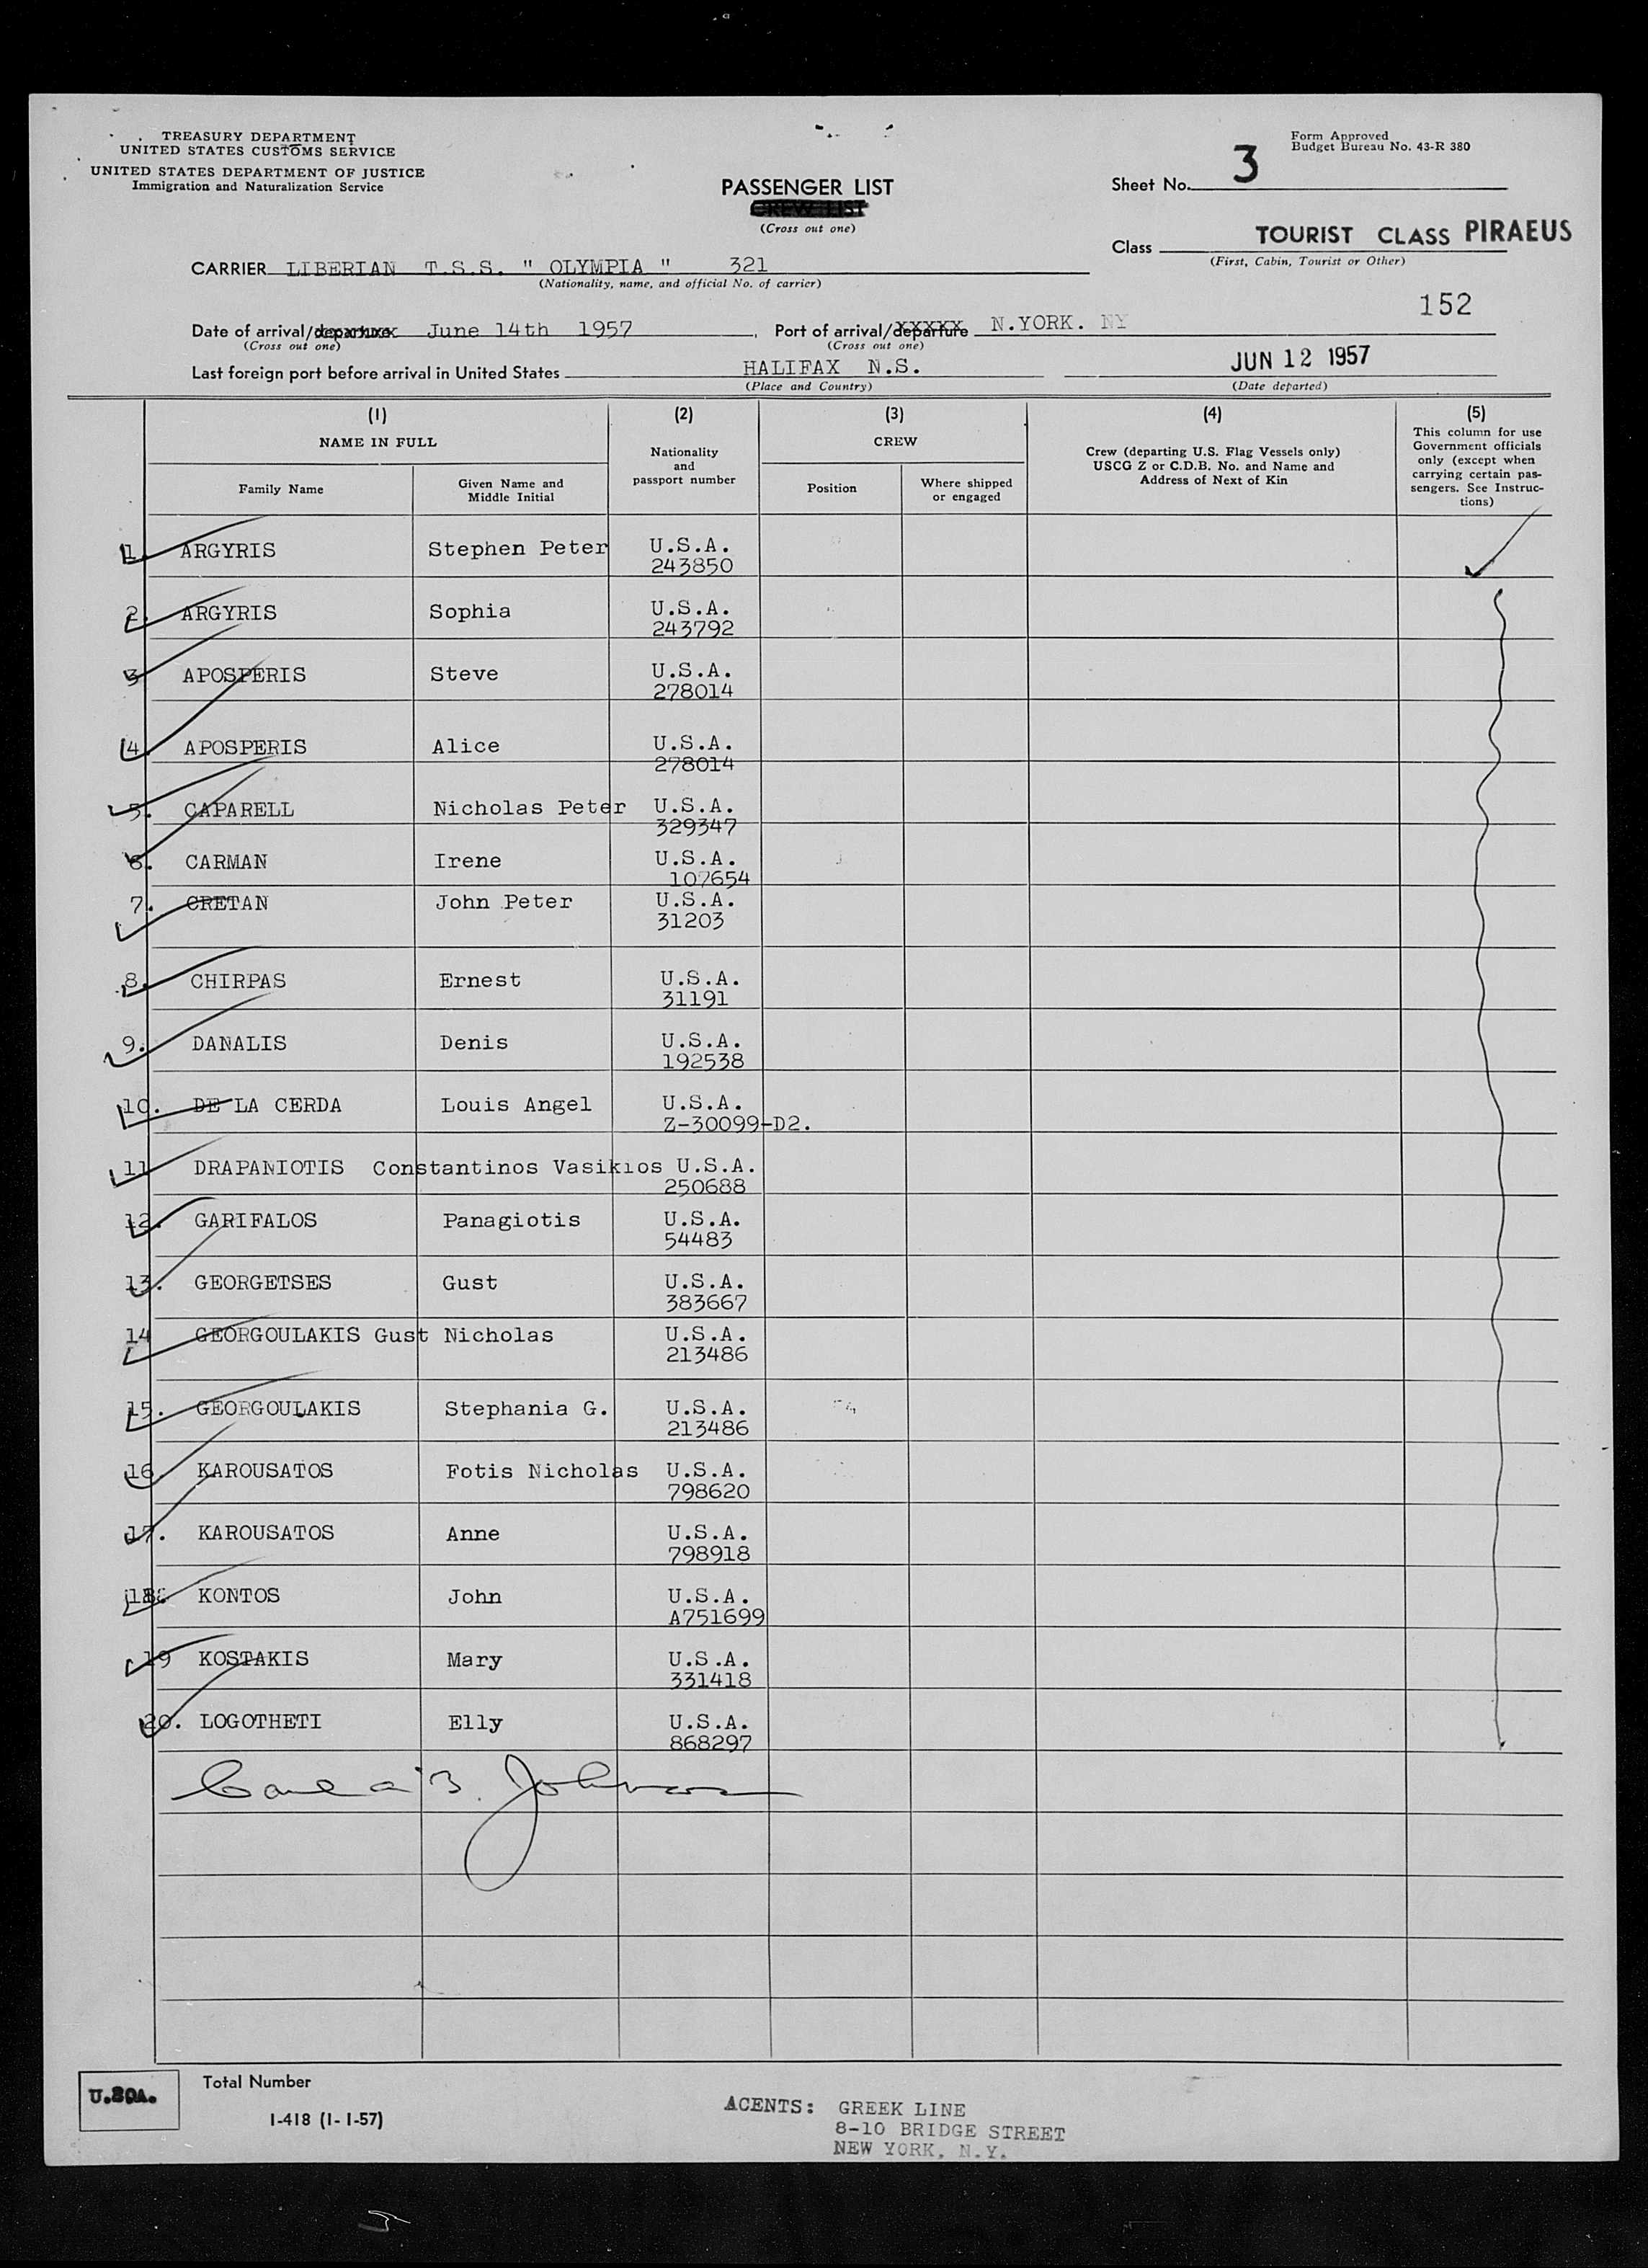 TREASURY DEPARTMENT
UNITED STATES CUSTOMS SERVICE
UNITED STATES DEPARTMENT OF JUSTICE
Immigration and Naturalization Service
Form Approved
Budget Bureau No. 43-R 380
PASSENGER LIST
CREW LIST
(Cross out one)
Sheet No. 3
Class TOURIST CLASS PIRAEUS
(First, Cabin, Tourist or Other)
CARRIER LIBERIAN T.S.S. " OLYMPIA " 321
(Nationality, name, and official No. of carrier)
152
Date of arrival/departure June 14th 1957, Port of arrival/departure N.YORK. NY
(Cross out one) (Cross out one)
Last foreign port before arrival in United States HALIFAX N.S. JUN 12 1957
(Place and Country) (Date departed)
(1) (2) (3) (4) (5)
NAME IN FULL
Family Name
Given Name and
Middle Initial
Nationality
and
passport number
CREW
Position
Where shipped
or engaged
Crew (departing U.S. Flag Vessels only)
USCG Z or C.D.B. No. and Name and
Address of Next of Kin
This column for use
Government officials
only (except when
carrying certain pas-
sengers. See Instruc-
tions)
1. ARGYRIS Stephen Peter U.S.A.
243850
2. ARGYRIS Sophia U.S.A.
243792
3 APOSPERIS Steve U.S.A.
278014
4 APOSPERIS Alice U.S.A.
278014
5. CAPARELL Nicholas Peter U.S.A.
329347
6. CARMAN Irene U.S.A.
107654
7. CRETAN John Peter U.S.A.
31203
8. CHIRPAS Ernest U.S.A.
31191
9. DANALIS Denis U.S.A.
192538
10. DE LA CERDA Louis Angel U.S.A.
Z-30099-D2.
11 DRAPANIOTIS Constantinos Vasikios U.S.A.
250688
12. GARIFALOS Panagiotis U.S.A.
54483
13. GEORGETSES Gust U.S.A.
383667
14 GEORGOULAKIS Gust Nicholas U.S.A.
213486
15. GEORGOULAKIS Stephania G. U.S.A.
213486
16 KAROUSATOS Fotis Nicholas U.S.A.
798620
17. KAROUSATOS Anne U.S.A.
798918
18 KONTOS John U.S.A.
A751699
19 KOSTAKIS Mary U.S.A.
331418
20. LOGOTHETI Elly U.S.A.
868297
B. Johnson
Total Number
I-418 (1-1-57)
AGENTS: GREEK LINE
8-10 BRIDGE STREET
NEW YORK, N.Y.